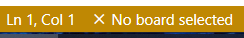 Ln 1, Col 1 × No board selected